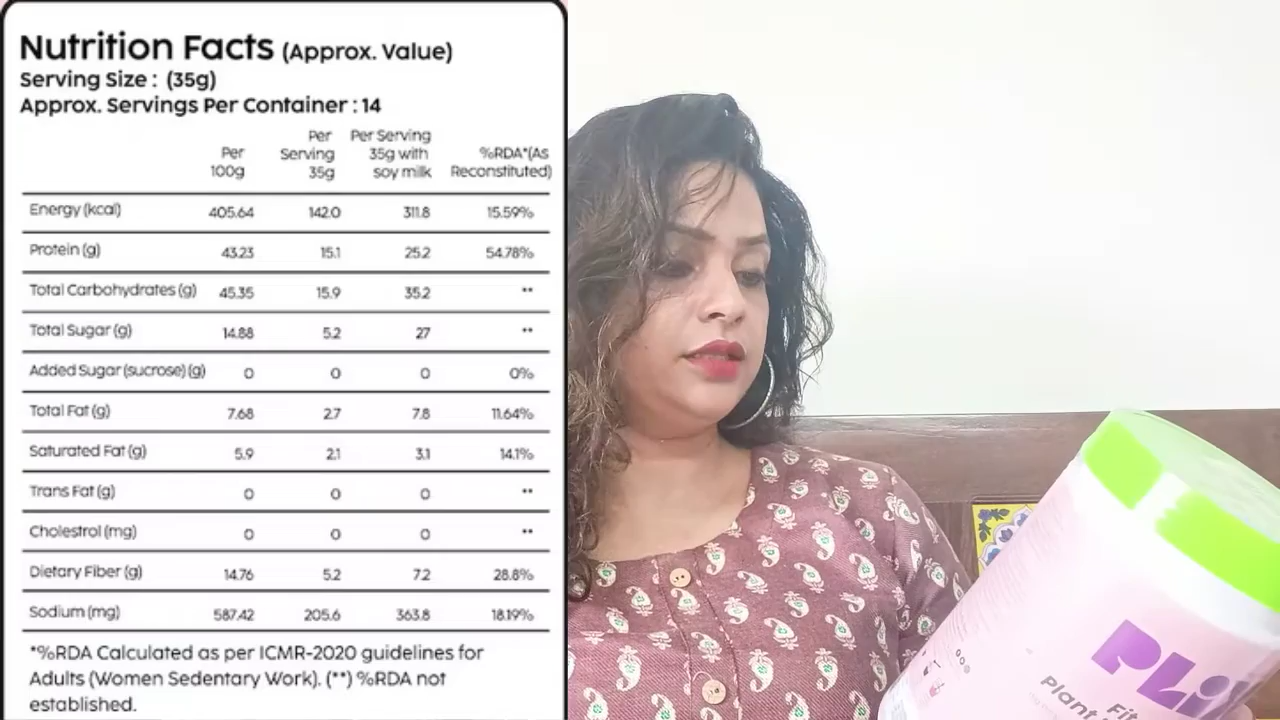 Nutrition Facts (Approx. Value)
Serving Size : (35g)
Approx. Servings Per Container : 14
Per 100g Per Serving 35g Per Serving 35g with soy milk %RDA*(As Reconstituted)
Energy (kcal) 405.64 142.0 311.8 15.59%
Protein (g) 43.23 15.1 25.2 54.78%
Total Carbohydrates (g) 45.35 15.9 35.2 **
Total Sugar (g) 14.88 5.2 27 **
Added Sugar (sucrose) (g) 0 0 0 0%
Total Fat (g) 7.68 2.7 7.8 11.64%
Saturated Fat (g) 5.9 2.1 3.1 14.1%
Trans Fat (g) 0 0 0 **
Cholestrol (mg) 0 0 0 **
Dietary Fiber (g) 14.76 5.2 7.2 28.8%
Sodium (mg) 587.42 205.6 363.8 18.19%
*%RDA Calculated as per ICMR-2020 guidelines for
Adults (Women Sedentary Work). (**) %RDA not
established.
Plant